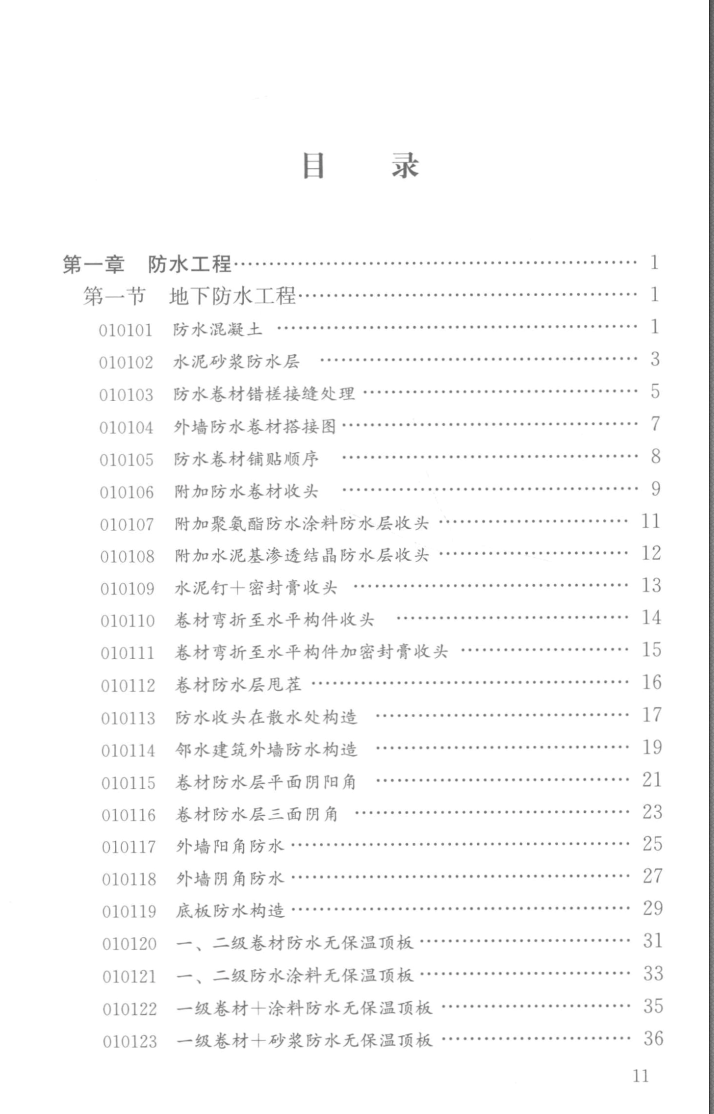 目 录
第一章 防水工程…………………………………………………… 1
第一节 地下防水工程…………………………………………… 1
010101 防水混凝土 ……………………………………………… 1
010102 水泥砂浆防水层 ………………………………………… 3
010103 防水卷材错槎接缝处理 ………………………………… 5
010104 外墙防水卷材搭接图…………………………………… 7
010105 防水卷材铺贴顺序 ……………………………………… 8
010106 附加防水卷材收头 ……………………………………… 9
010107 附加聚氨酯防水涂料防水层收头 ……………………… 11
010108 附加水泥基渗透结晶防水层收头 ……………………… 12
010109 水泥钉+密封膏收头 …………………………………… 13
010110 卷材弯折至水平构件收头 ……………………………… 14
010111 卷材弯折至水平构件加密封膏收头 …………………… 15
010112 卷材防水层甩茬 ………………………………………… 16
010113 防水收头在散水处构造 ………………………………… 17
010114 邻水建筑外墙防水构造 ………………………………… 19
010115 卷材防水层平面阴阳角 ………………………………… 21
010116 卷材防水层三面阴角 …………………………………… 23
010117 外墙阳角防水 …………………………………………… 25
010118 外墙阴角防水 …………………………………………… 27
010119 底板防水构造 …………………………………………… 29
010120 一、二级卷材防水无保温顶板 ………………………… 31
010121 一、二级防水涂料无保温顶板 ………………………… 33
010122 一级卷材+涂料防水无保温顶板 ……………………… 35
010123 一级卷材+砂浆防水无保温顶板 ……………………… 36
11